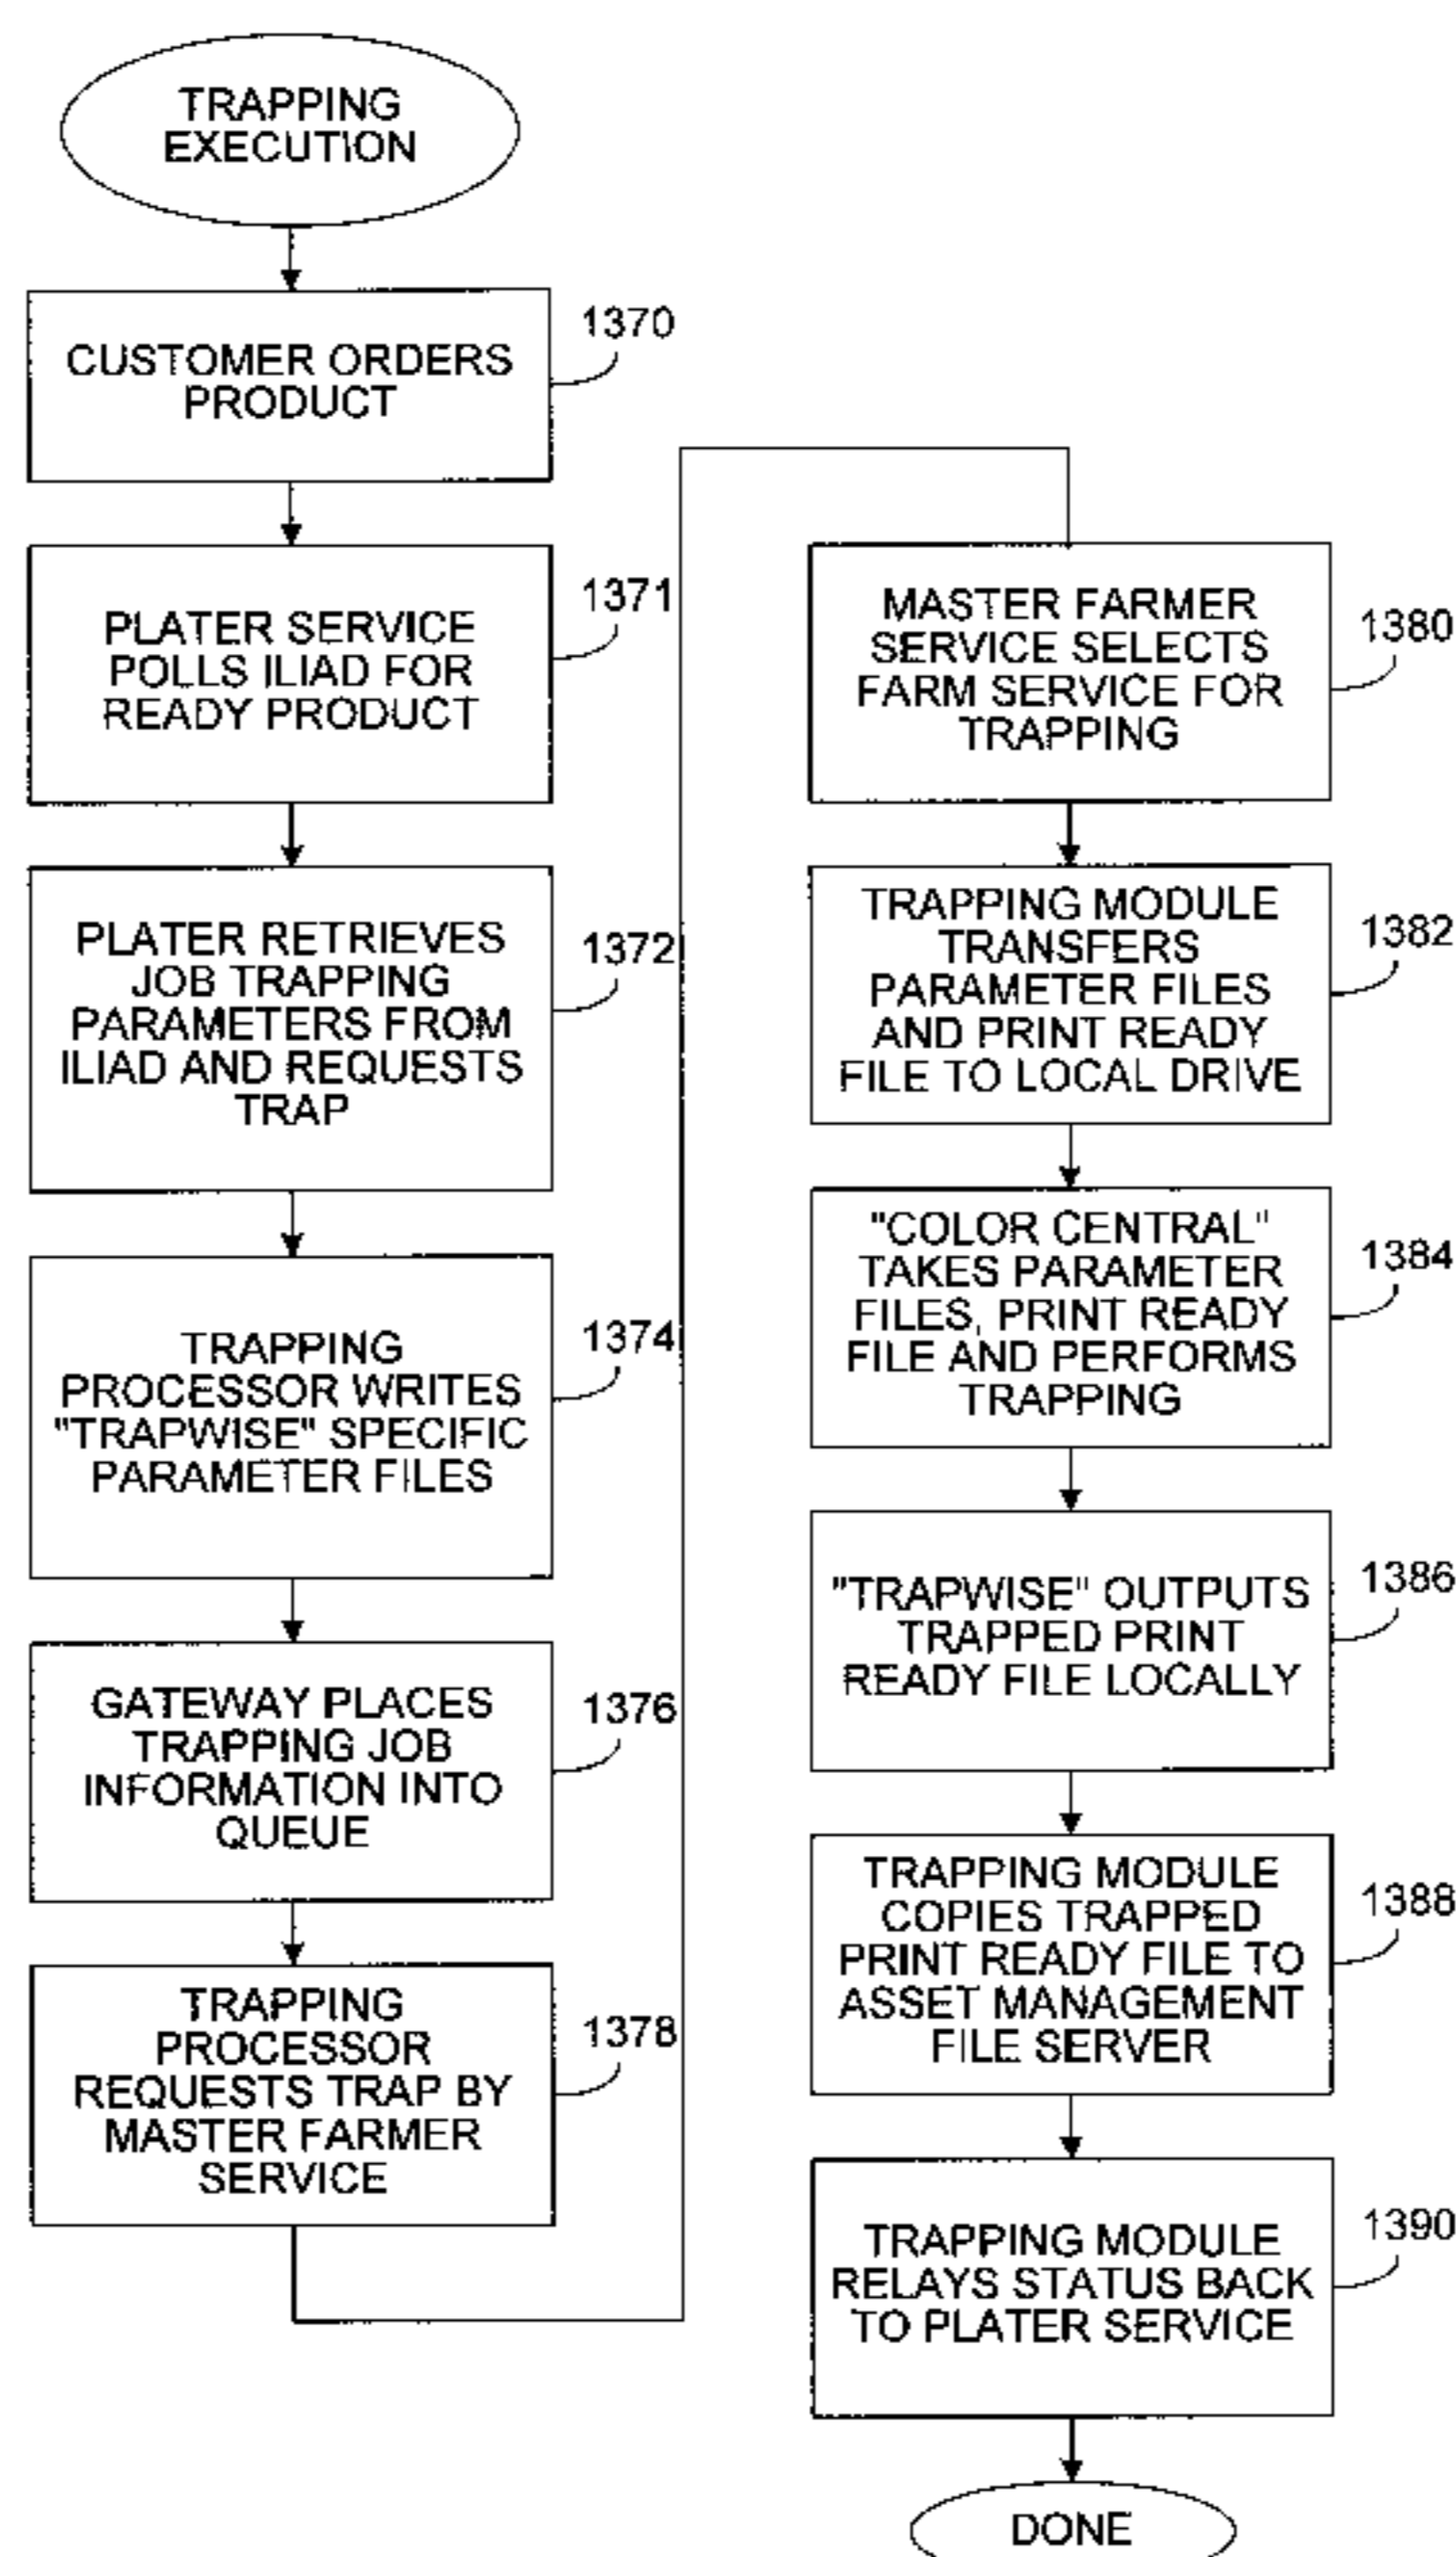 TRAPPING
EXECUTION
CUSTOMER ORDERS
PRODUCT
1370
PLATER SERVICE
POLLS ILIAD FOR
READY PRODUCT
1371
PLATER RETRIEVES
JOB TRAPPING
PARAMETERS FROM
ILIAD AND REQUESTS
TRAP
1372
TRAPPING
PROCESSOR WRITES
"TRAPWISE" SPECIFIC
PARAMETER FILES
1374
GATEWAY PLACES
TRAPPING JOB
INFORMATION INTO
QUEUE
1376
TRAPPING
PROCESSOR
REQUESTS TRAP BY
MASTER FARMER
SERVICE
1378
MASTER FARMER
SERVICE SELECTS
FARM SERVICE FOR
TRAPPING
1380
TRAPPING MODULE
TRANSFERS
PARAMETER FILES
AND PRINT READY
FILE TO LOCAL DRIVE
1382
"COLOR CENTRAL"
TAKES PARAMETER
FILES, PRINT READY
FILE AND PERFORMS
TRAPPING
1384
"TRAPWISE" OUTPUTS
TRAPPED PRINT
READY FILE LOCALLY
1386
TRAPPING MODULE
COPIES TRAPPED
PRINT READY FILE TO
ASSET MANAGEMENT
FILE SERVER
1388
TRAPPING MODULE
RELAYS STATUS BACK
TO PLATER SERVICE
1390
DONE